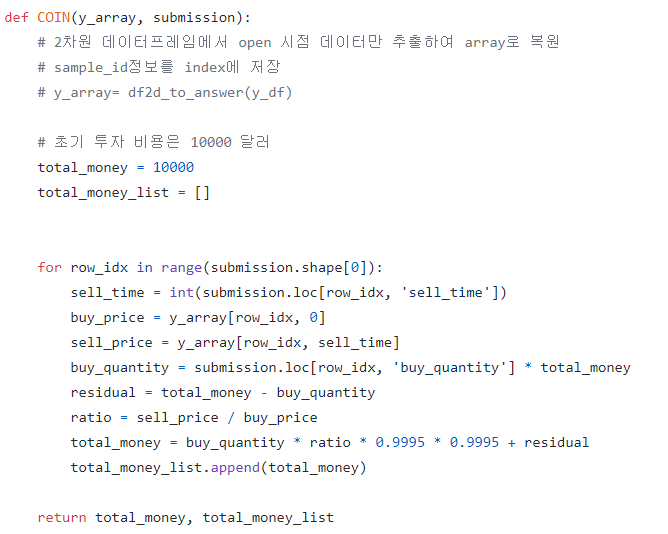 def COIN(y_array, submission):
# 2차원 데이터프레임에서 open 시점 데이터만 추출하여 array로 복원
# sample_id정보를 index에 저장
# y_array= df2d_to_answer(y_df)
# 초기 투자 비용은 10000 달러
total_money = 10000
total_money_list = []
for row_idx in range(submission.shape[0]):
sell_time = int(submission.loc[row_idx, 'sell_time'])
buy_price = y_array[row_idx, 0]
sell_price = y_array[row_idx, sell_time]
buy_quantity = submission.loc[row_idx, 'buy_quantity'] * total_money
residual = total_money - buy_quantity
ratio = sell_price / buy_price
total_money = buy_quantity * ratio * 0.9995 * 0.9995 + residual
total_money_list.append(total_money)
return total_money, total_money_list